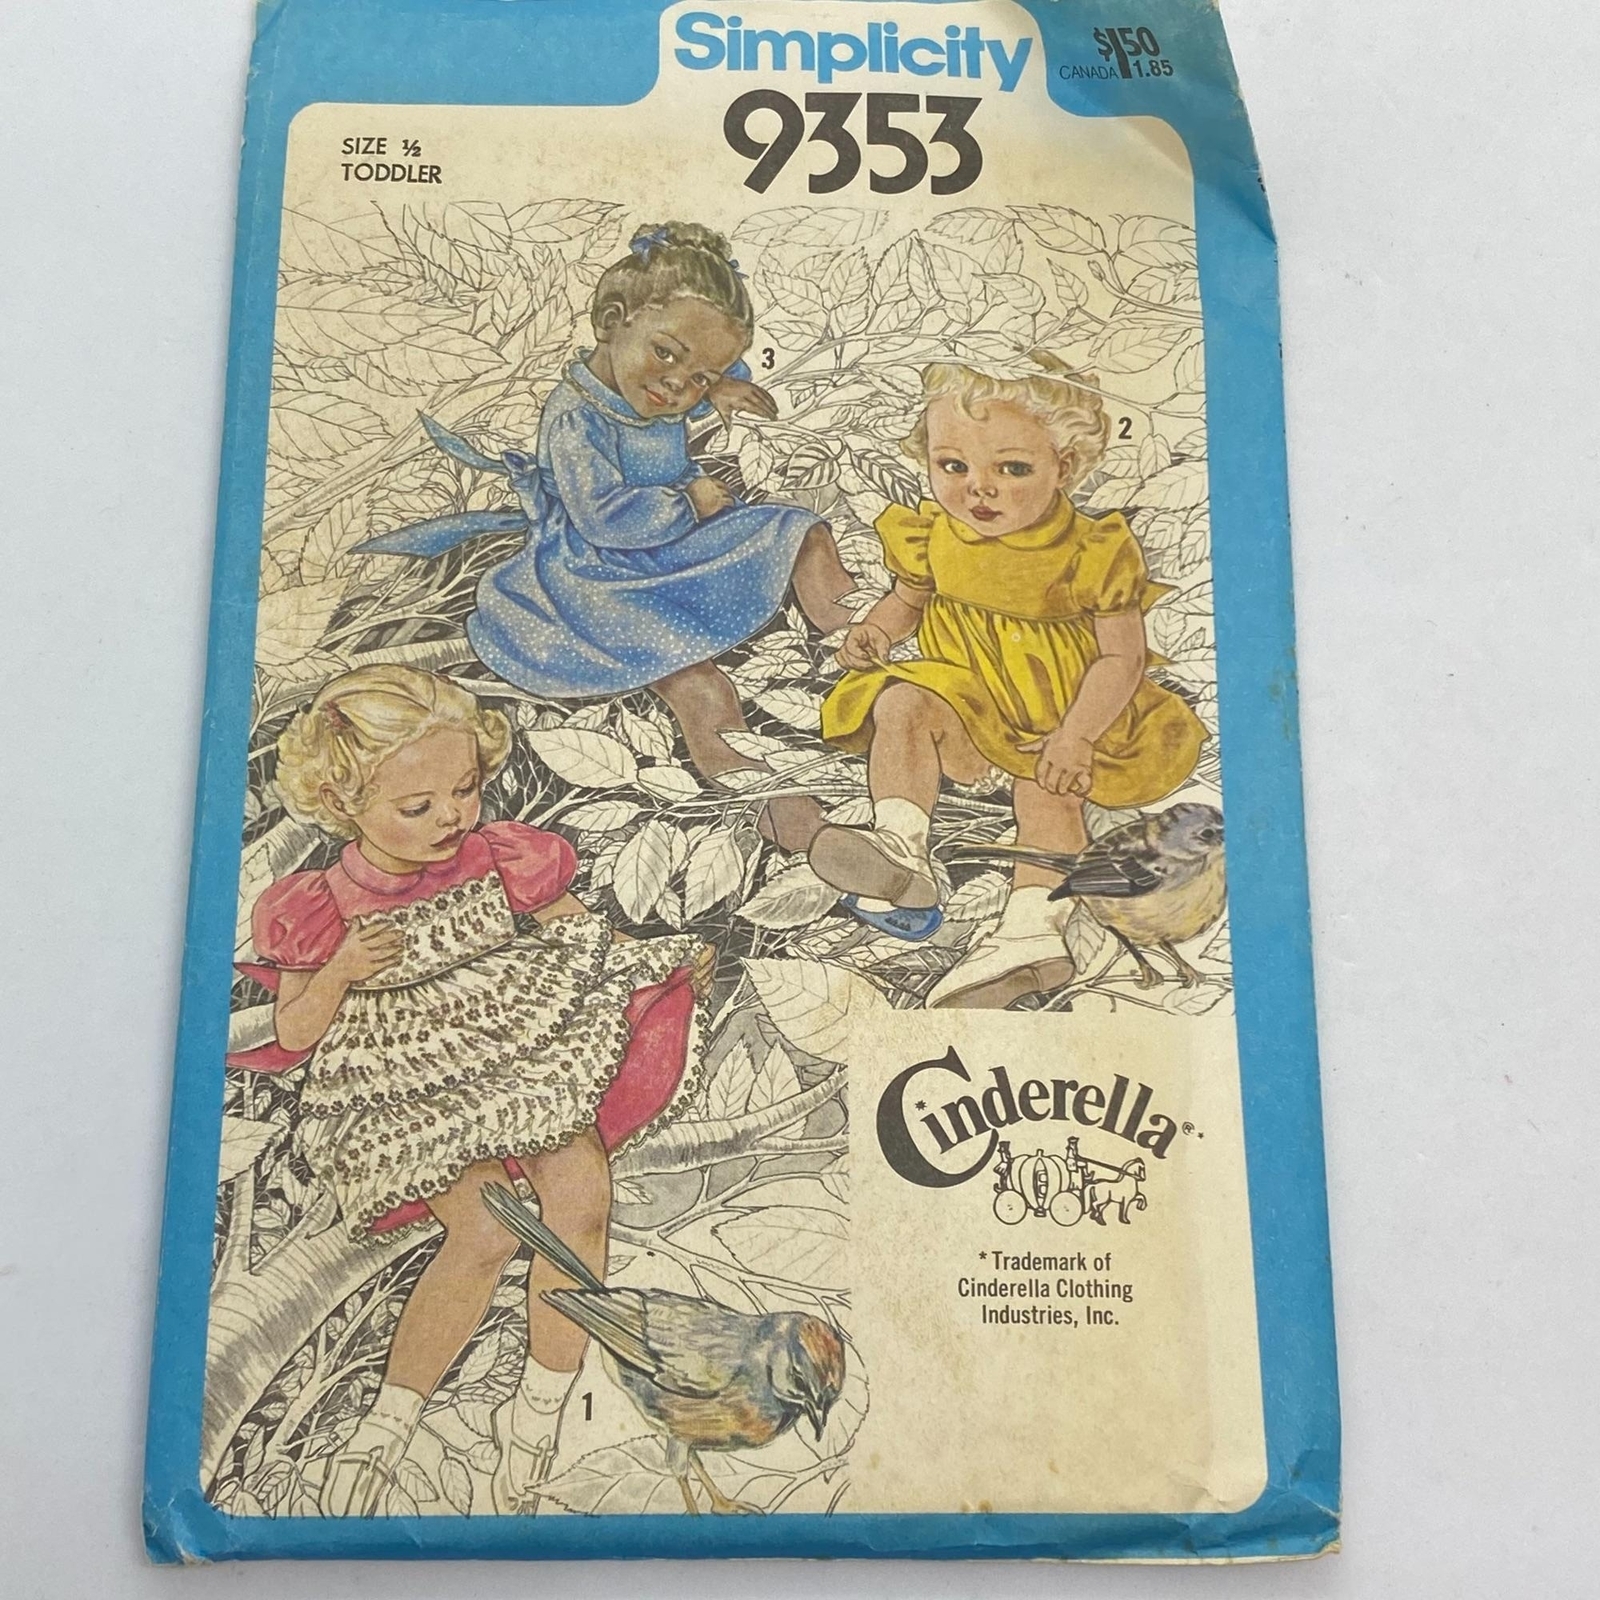 Simplicity
$1.50
CANADA 1.85
9353
SIZE ½
TODDLER
3
2
1
Cinderella®*
* Trademark of
Cinderella Clothing
Industries, Inc.